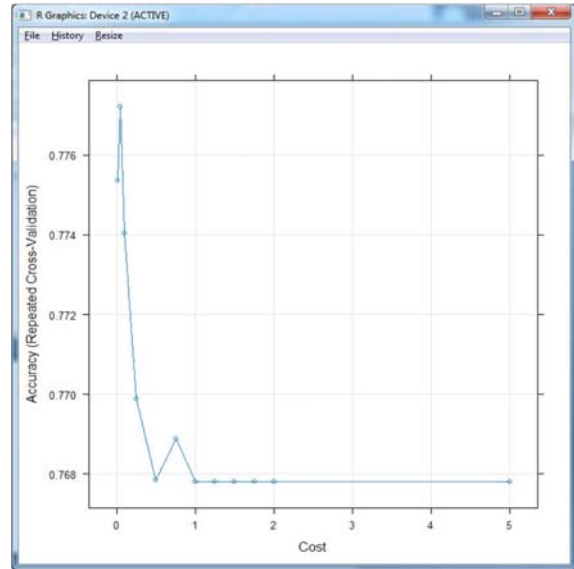 R Graphics: Device 2 (ACTIVE)
File History Resize
Accuracy (Repeated Cross-Validation)
0.776
0.774
0.772
0.770
0.768
0 1 2 3 4 5
Cost